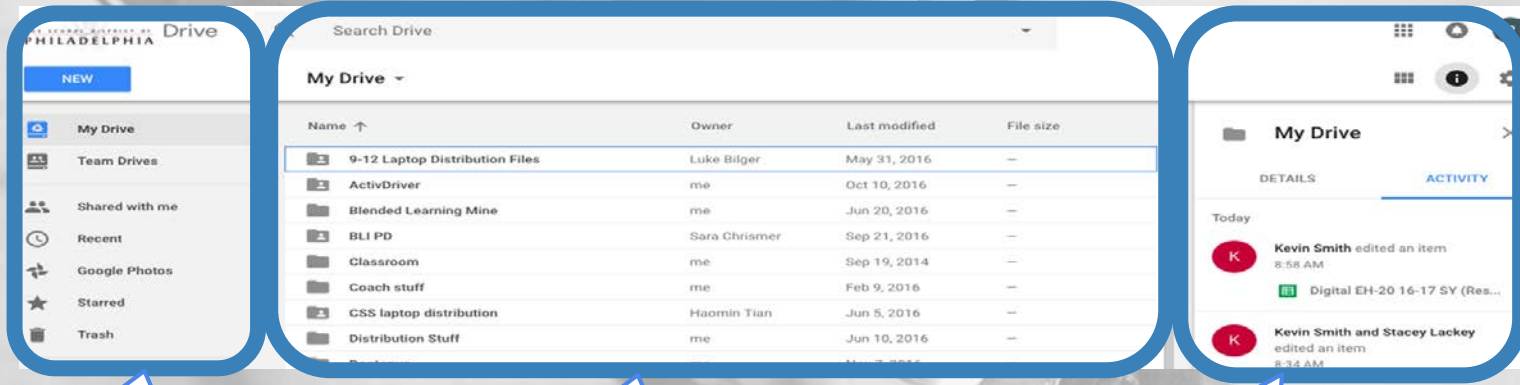 PHILADELPHIA Drive
NEW
My Drive
Team Drives
Shared with me
Recent
Google Photos
Starred
Trash
Search Drive
My Drive
Name Owner Last modified File size
9-12 Laptop Distribution Files Luke Bilger May 31, 2016 —
ActivDriver me Oct 10, 2016 —
Blended Learning Mine me Jun 20, 2016 —
BLI PD Sara Chrismer Sep 21, 2016 —
Classroom me Sep 19, 2014 —
Coach stuff me Feb 9, 2016 —
CSS laptop distribution Haomin Tian Jun 5, 2016 —
Distribution Stuff me Jun 10, 2016 —
My Drive
DETAILS ACTIVITY
Today
K
Kevin Smith edited an item
8:58 AM
Digital EH-20 16-17 SY (Res...
K
Kevin Smith and Stacey Lackey
edited an item
8:34 AM